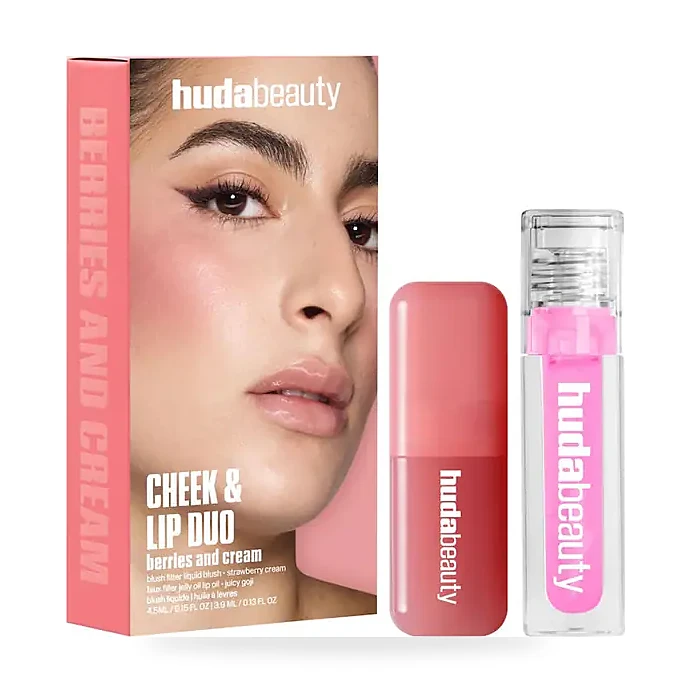 BERRIES AND CREAM
hudabeauty
CHEEK &
LIP DUO
berries and cream
blush filter liquid blush • strawberry cream
faux filler jelly oil lip oil • juicy goji
blush liquide | huile à lèvres
4.5ML / 0.15 FL OZ | 3.9 ML / 0.13 FL OZ
hudabeauty
hudabeauty